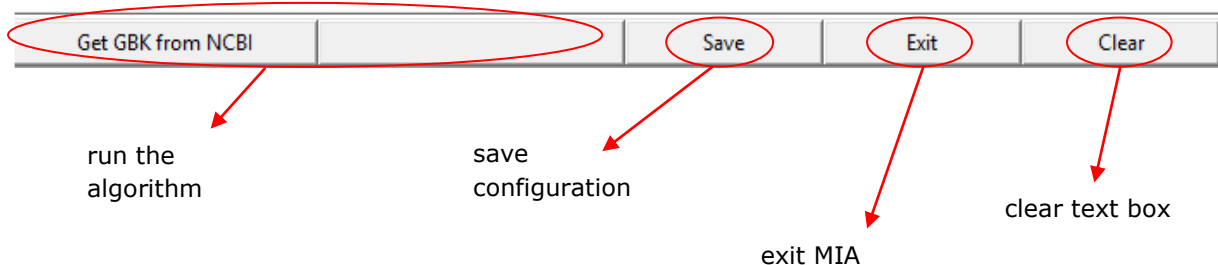 Get GBK from NCBI Save Exit Clear
run the
algorithm
save
configuration
clear text box
exit MIA